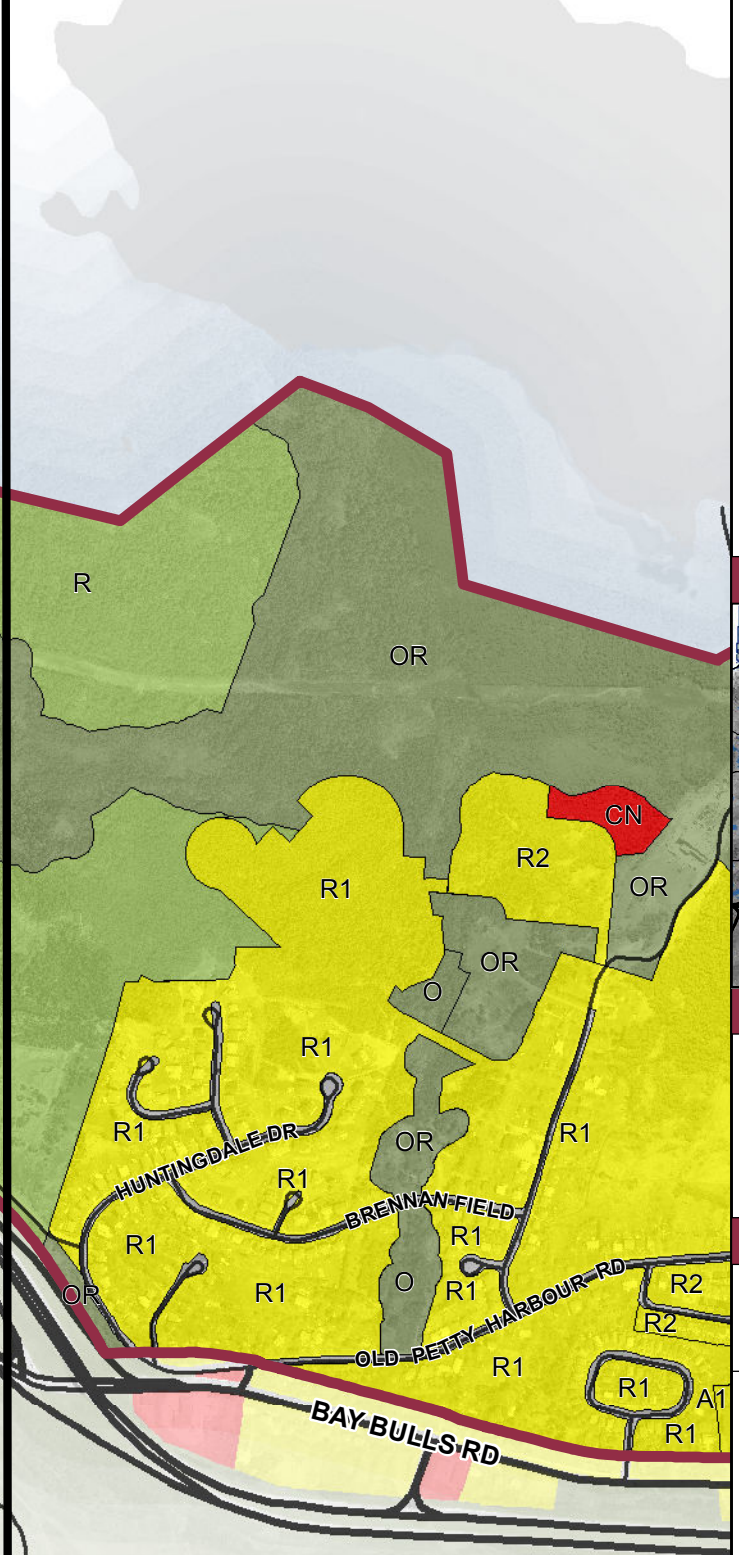 R
OR
CN
R2
R1
OR
OR
O
R1
R1
R1
HUNTINGDALE DR
OR
R1
BRENNAN FIELD
R1
R1
O
R1
R1
OR
OLD PETTY HARBOUR RD
R2
R2
R1
R1
A1
R1
BAY BULLS RD